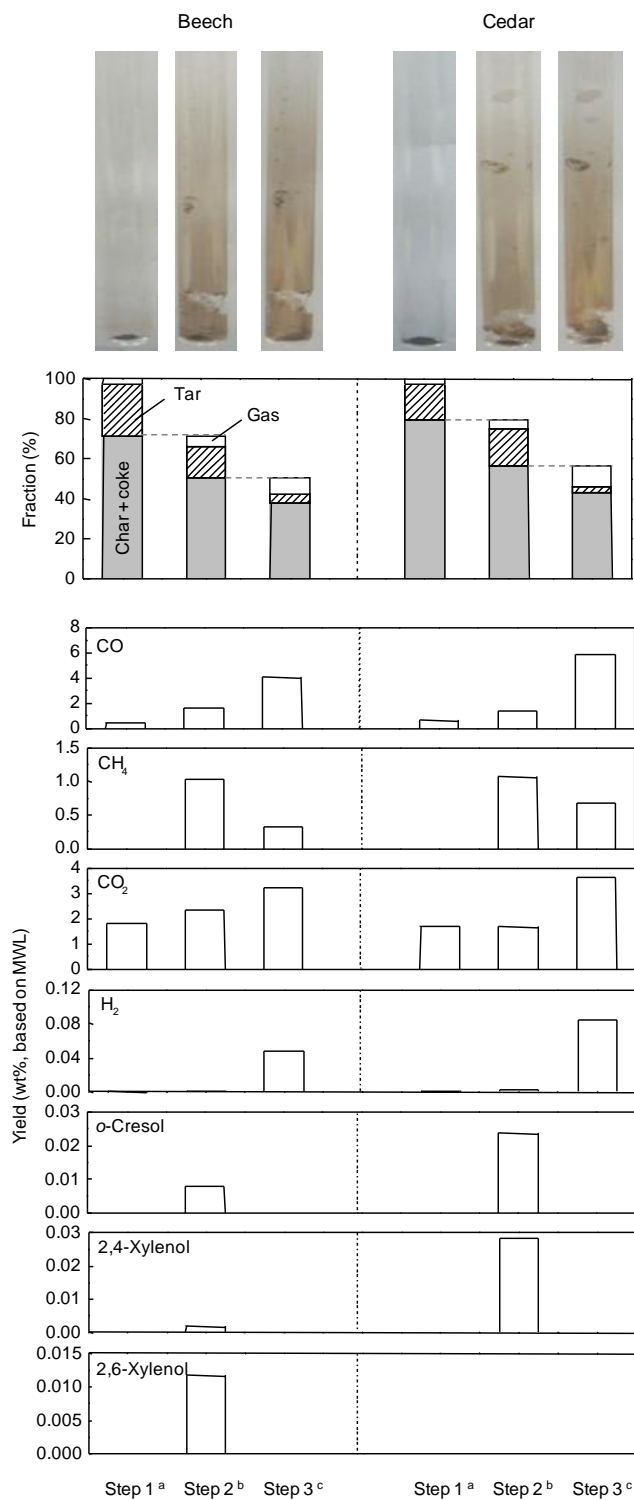 Beech Cedar
100
80
60
40
20
0
Fraction (%)
Tar
Gas
Char + coke
8
6
4
2
0
CO
1.5
1.0
0.5
0.0
CH4
4
3
2
1
0
CO2
0.12
0.08
0.04
0.00
H2
0.03
0.02
0.01
0.00
o-Cresol
0.03
0.02
0.01
0.00
2,4-Xylenol
0.015
0.010
0.005
0.000
2,6-Xylenol
Yield (wt%, based on MWL)
Step 1 a Step 2 b Step 3 c Step 1 a Step 2 b Step 3 c